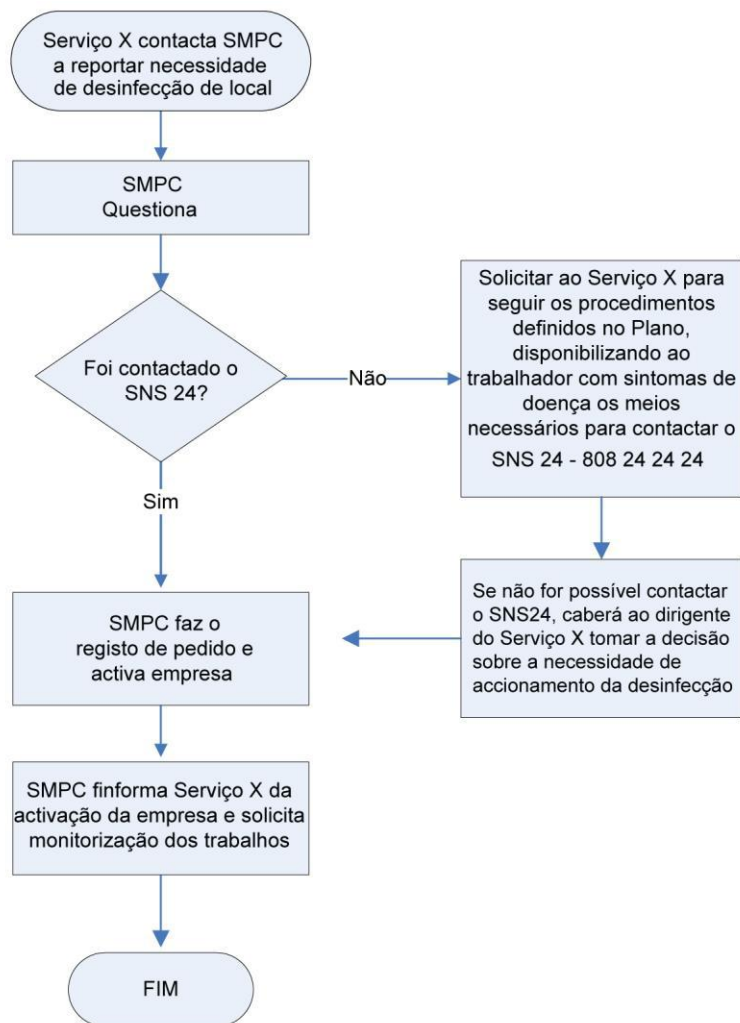 Serviço X contacta SMPC
a reportar necessidade
de desinfecção de local
SMPC
Questiona
Foi contactado o
SNS 24?
Não
Solicitar ao Serviço X para
seguir os procedimentos
definidos no Plano,
disponibilizando ao
trabalhador com sintomas de
doença os meios
necessários para contactar o
SNS 24 - 808 24 24 24
Sim
Se não for possível contactar
o SNS24, caberá ao dirigente
do Serviço X tomar a decisão
sobre a necessidade de
accionamento da desinfecção
SMPC faz o
registo de pedido e
activa empresa
SMPC finforma Serviço X da
activação da empresa e solicita
monitorização dos trabalhos
FIM